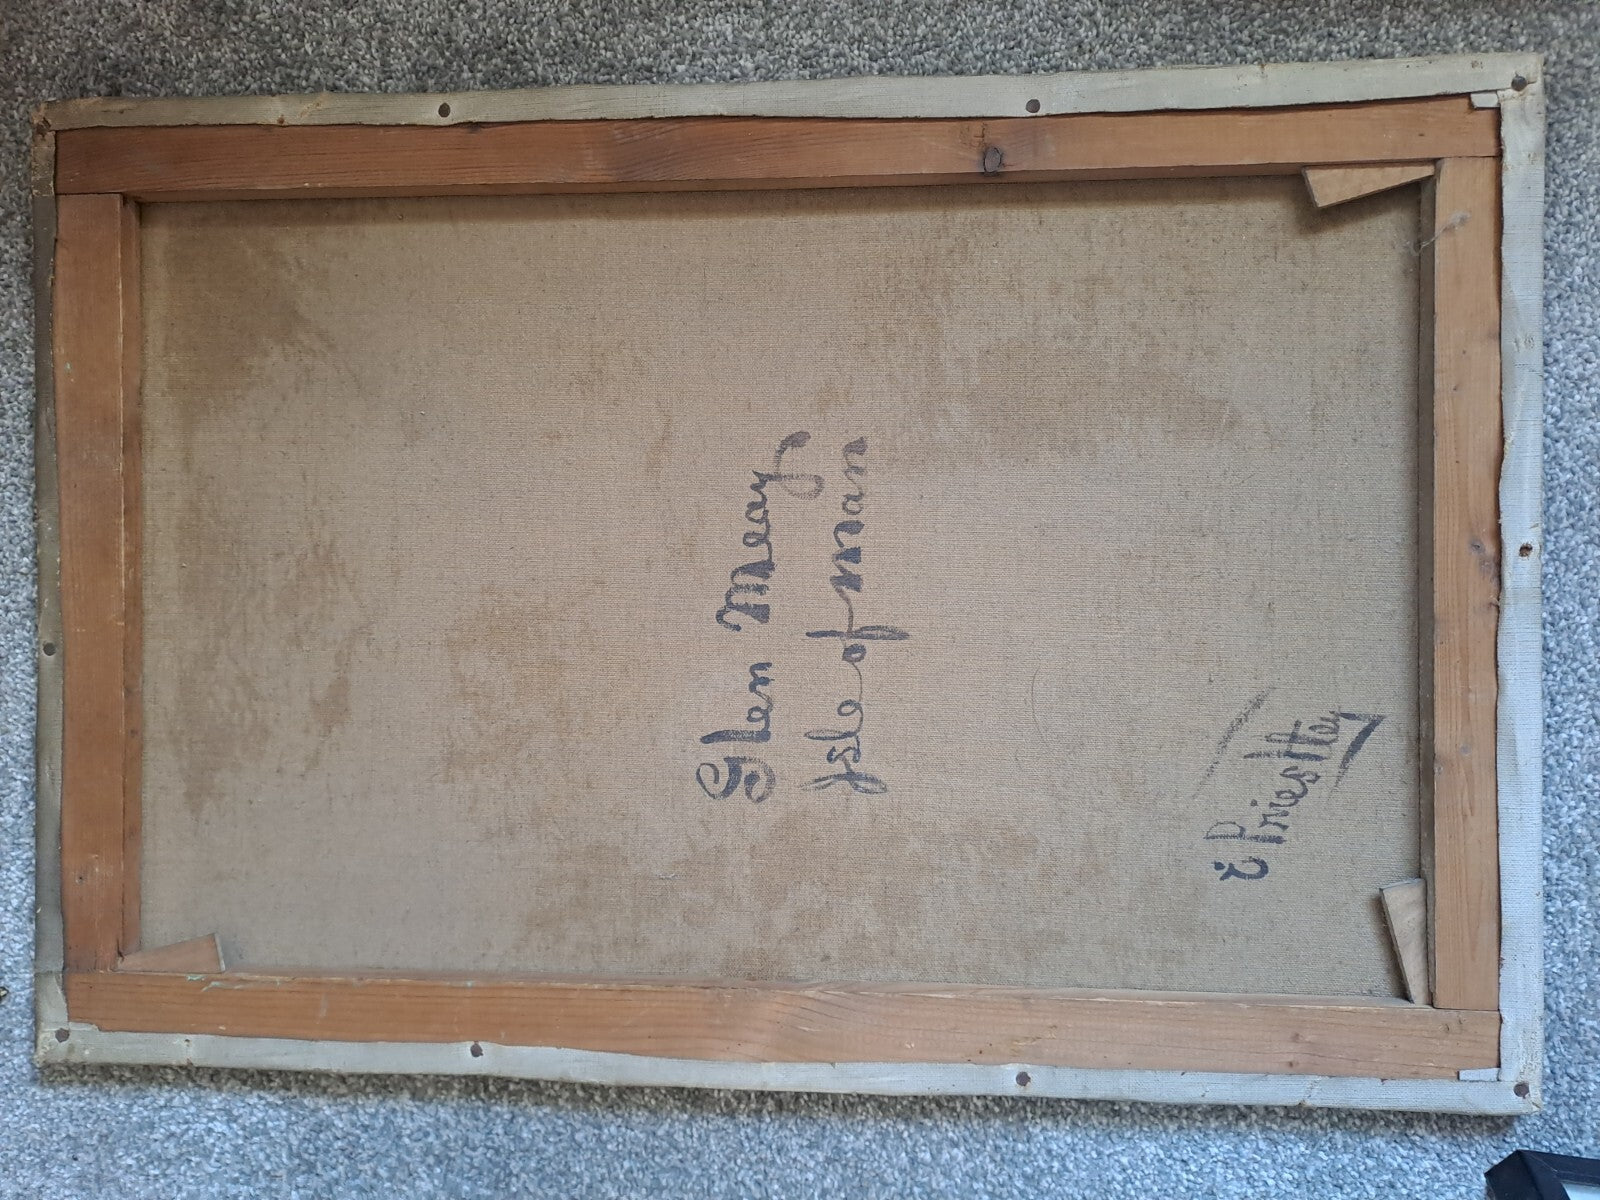 Glen Meay
Isle of Man
Priestley